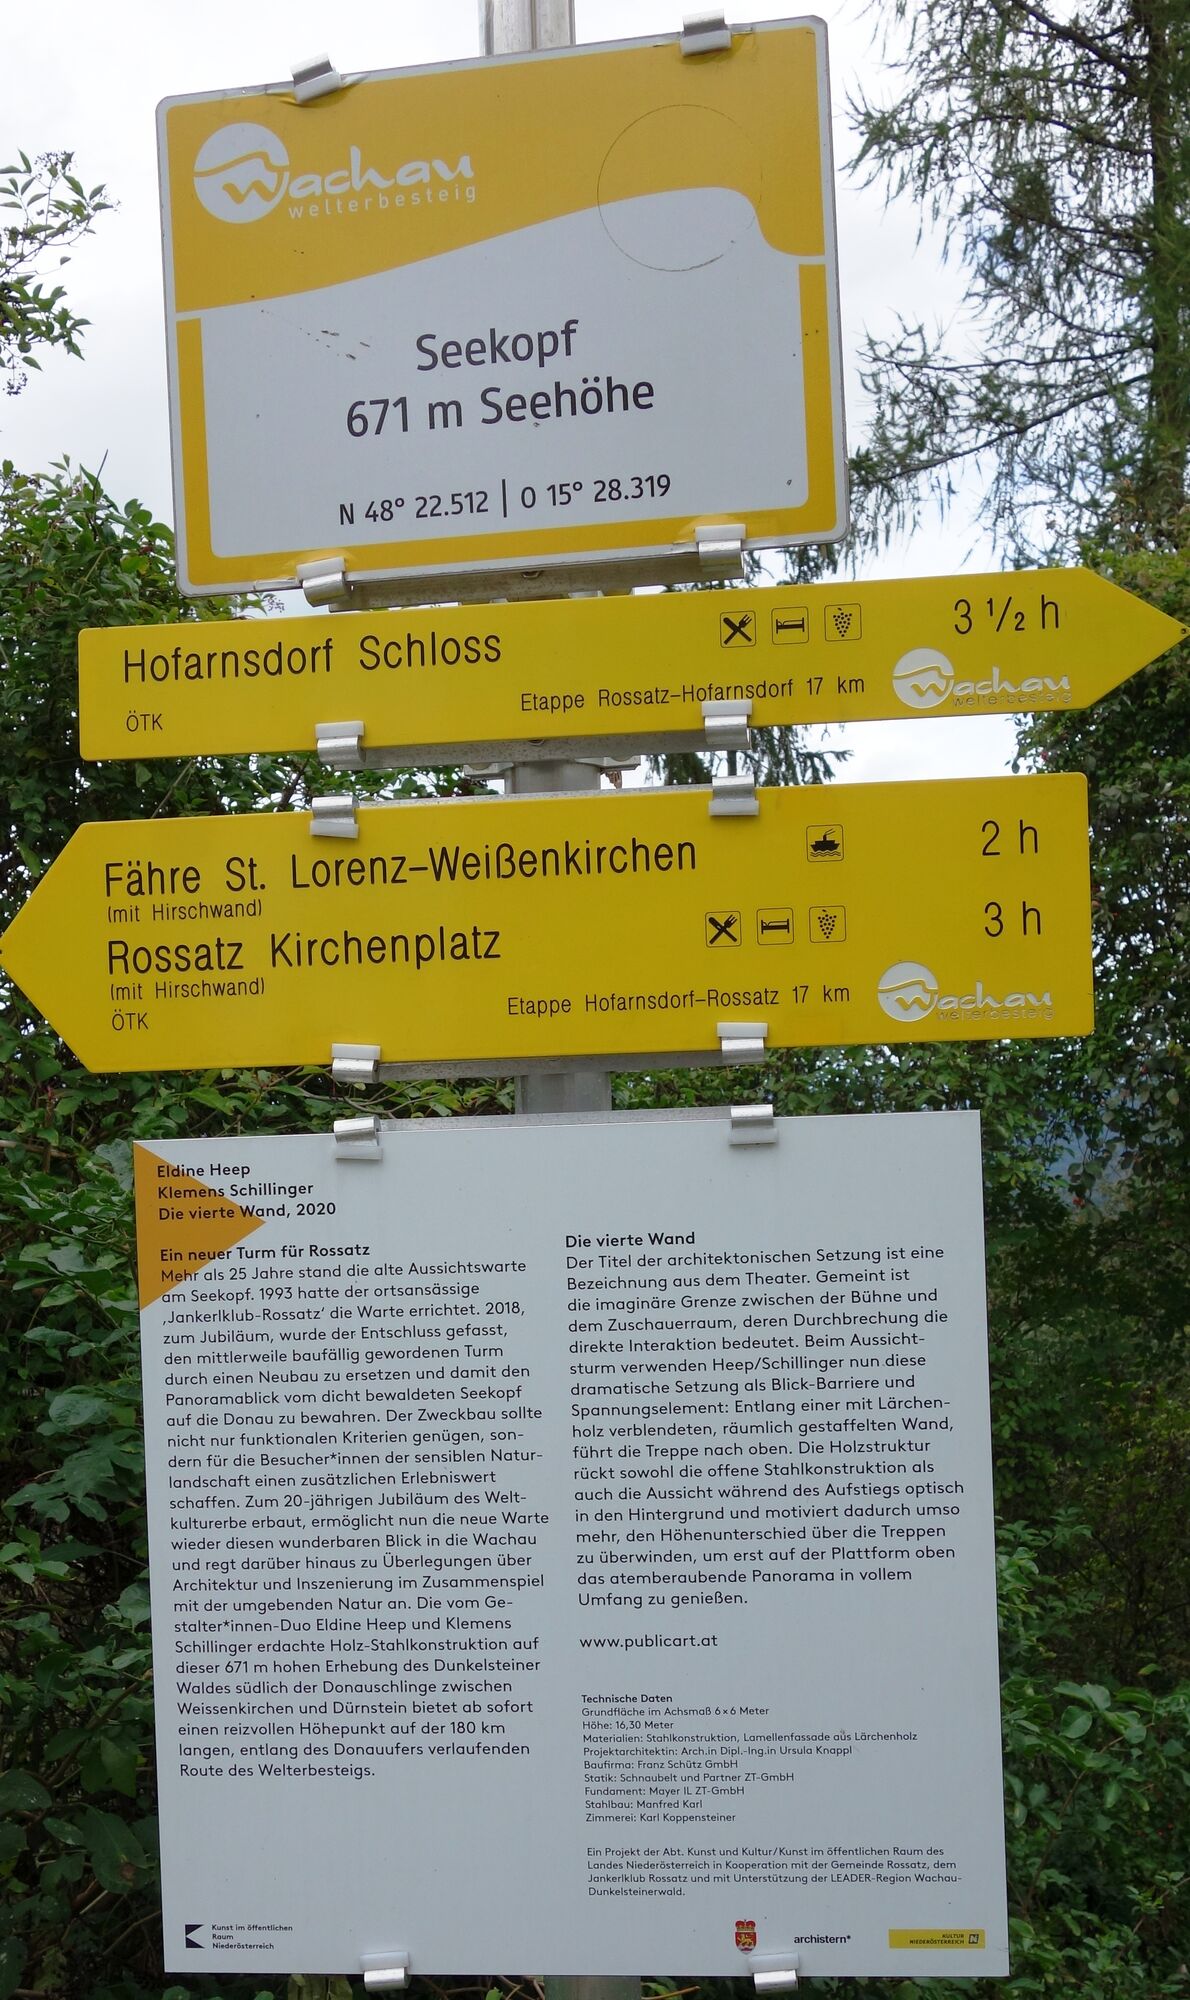 Wachau
welterbesteig
Seekopf
671 m Seehöhe
N 48° 22.512 | O 15° 28.319
Hofarnsdorf Schloss
3 1/2 h
ÖTK
Etappe Rossatz-Hofarnsdorf 17 km
Wachau
welterbesteig
Fähre St. Lorenz-Weißenkirchen
2 h
(mit Hirschwand)
Rossatz Kirchenplatz
3 h
(mit Hirschwand)
ÖTK
Etappe Hofarnsdorf-Rossatz 17 km
Wachau
welterbesteig
Eldine Heep
Klemens Schillinger
Die vierte Wand, 2020
Ein neuer Turm für Rossatz
Mehr als 25 Jahre stand die alte Aussichtswarte
am Seekopf. 1993 hatte der ortsansässige
‚Jankerlklub-Rossatz‘ die Warte errichtet. 2018,
zum Jubiläum, wurde der Entschluss gefasst,
den mittlerweile baufällig gewordenen Turm
durch einen Neubau zu ersetzen und damit den
Panoramablick vom dicht bewaldeten Seekopf
auf die Donau zu bewahren. Der Zweckbau sollte
nicht nur funktionalen Kriterien genügen, son-
dern für die Besucher*innen der sensiblen Natur-
landschaft einen zusätzlichen Erlebniswert
schaffen. Zum 20-jährigen Jubiläum des Welt-
kulturerbe erbaut, ermöglicht nun die neue Warte
wieder diesen wunderbaren Blick in die Wachau
und regt darüber hinaus zu Überlegungen über
Architektur und Inszenierung im Zusammenspiel
mit der umgebenden Natur an. Die vom Ge-
stalter*innen-Duo Eldine Heep und Klemens
Schillinger erdachte Holz-Stahlkonstruktion auf
dieser 671 m hohen Erhebung des Dunkelsteiner
Waldes südlich der Donauschlinge zwischen
Weissenkirchen und Dürnstein bietet ab sofort
einen reizvollen Höhepunkt auf der 180 km
langen, entlang des Donauufers verlaufenden
Route des Welterbesteigs.
Die vierte Wand
Der Titel der architektonischen Setzung ist eine
Bezeichnung aus dem Theater. Gemeint ist
die imaginäre Grenze zwischen der Bühne und
dem Zuschauerraum, deren Durchbrechung die
direkte Interaktion bedeutet. Beim Aussicht-
sturm verwenden Heep/Schillinger nun diese
dramatische Setzung als Blick-Barriere und
Spannungselement: Entlang einer mit Lärchen-
holz verblendeten, räumlich gestaffelten Wand,
führt die Treppe nach oben. Die Holzstruktur
rückt sowohl die offene Stahlkonstruktion als
auch die Aussicht während des Aufstiegs optisch
in den Hintergrund und motiviert dadurch umso
mehr, den Höhenunterschied über die Treppen
zu überwinden, um erst auf der Plattform oben
das atemberaubende Panorama in vollem
Umfang zu genießen.
www.publicart.at
Technische Daten
Grundfläche im Achsmaß 6 × 6 Meter
Höhe: 16,30 Meter
Materialien: Stahlkonstruktion, Lamellenfassade aus Lärchenholz
Projektarchitektin: Arch.in Dipl.-Ing.in Ursula Knappl
Baufirma: Franz Schütz GmbH
Statik: Schnaubelt und Partner ZT-GmbH
Fundament: Mayer IL ZT-GmbH
Stahlbau: Manfred Karl
Zimmerei: Karl Koppensteiner
Ein Projekt der Abt. Kunst und Kultur/Kunst im öffentlichen Raum des
Landes Niederösterreich in Kooperation mit der Gemeinde Rossatz, dem
Jankerlklub Rossatz und mit Unterstützung der LEADER-Region Wachau-
Dunkelsteinerwald.
Kunst im öffentlichen
Raum
Niederösterreich
archistern*
KULTUR
NIEDERÖSTERREICH